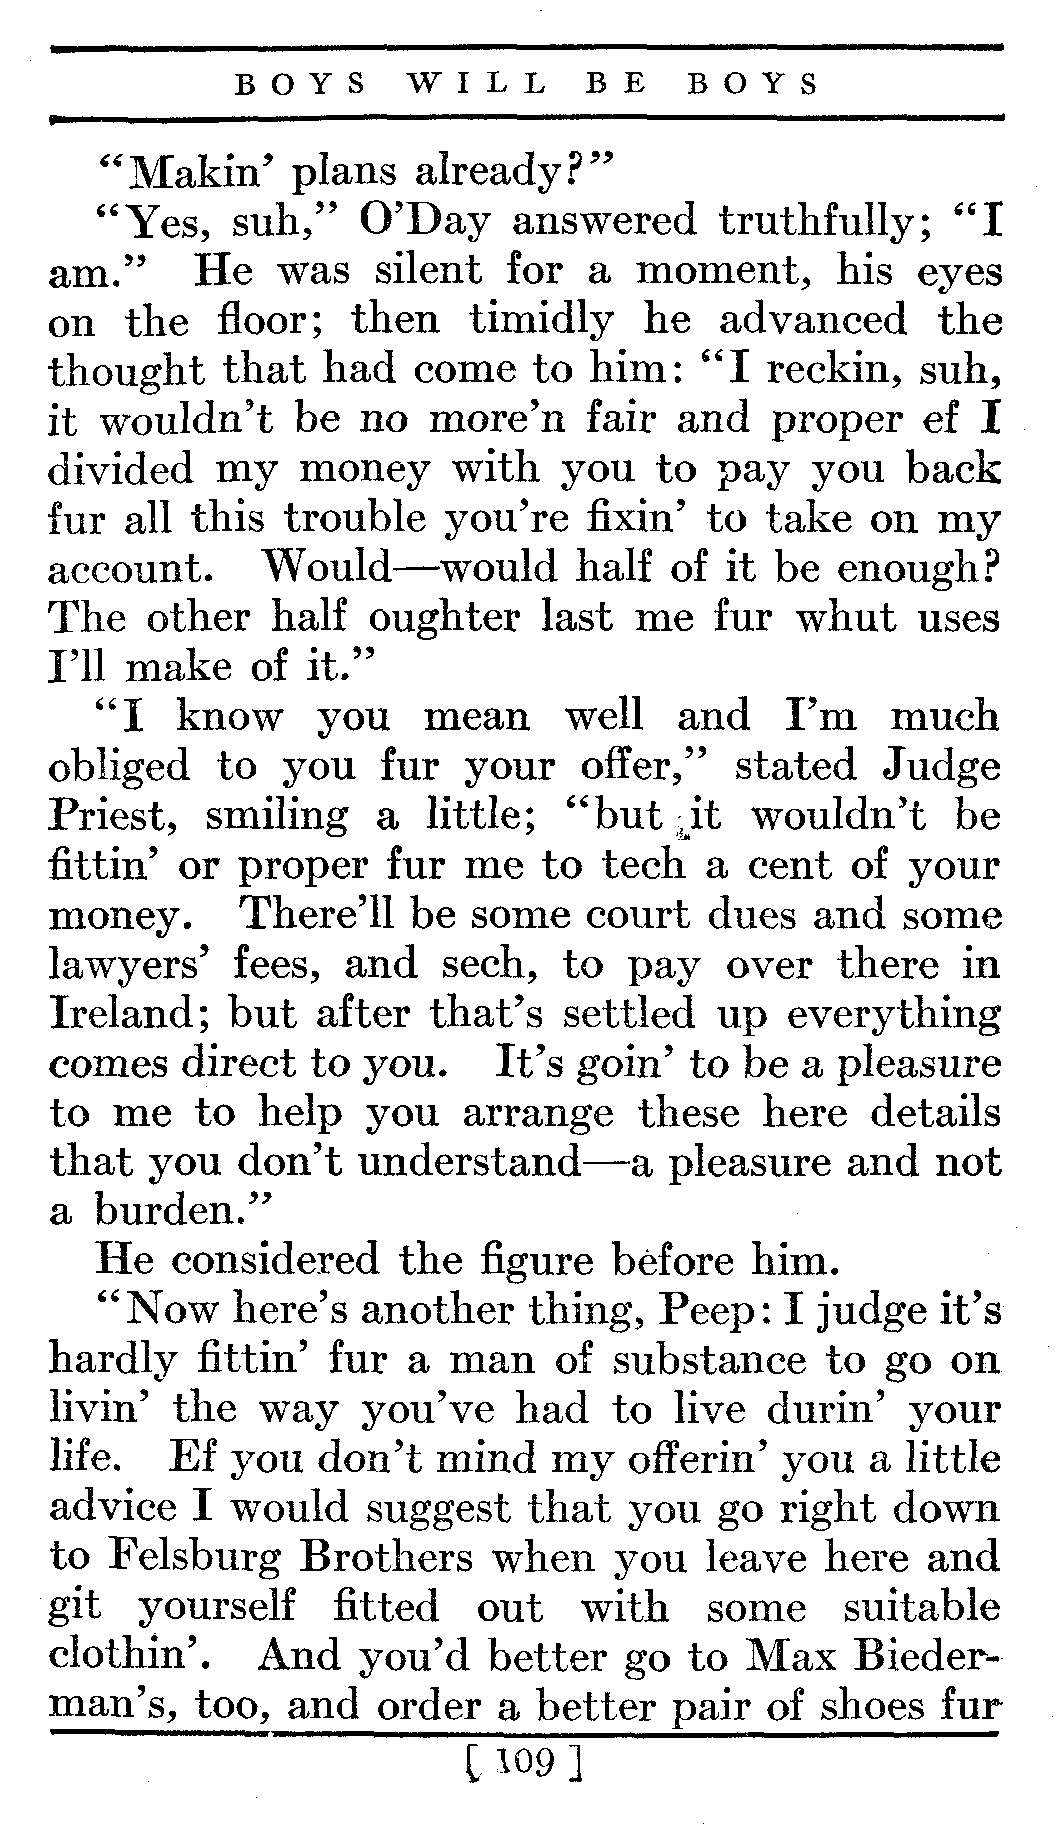 BOYS WILL BE BOYS
“Makin’ plans already?”
“Yes, suh,” O’Day answered truthfully; “I
am.” He was silent for a moment, his eyes
on the floor; then timidly he advanced the
thought that had come to him: “I reckin, suh,
it wouldn’t be no more’n fair and proper ef I
divided my money with you to pay you back
fur all this trouble you’re fixin’ to take on my
account. Would—would half of it be enough?
The other half oughter last me fur whut uses
I’ll make of it.”
“I know you mean well and I’m much
obliged to you fur your offer,” stated Judge
Priest, smiling a little; “but it wouldn’t be
fittin’ or proper fur me to tech a cent of your
money. There’ll be some court dues and some
lawyers’ fees, and sech, to pay over there in
Ireland; but after that’s settled up everything
comes direct to you. It’s goin’ to be a pleasure
to me to help you arrange these here details
that you don’t understand—a pleasure and not
a burden.”
He considered the figure before him.
“Now here’s another thing, Peep: I judge it’s
hardly fittin’ fur a man of substance to go on
livin’ the way you’ve had to live durin’ your
life. Ef you don’t mind my offerin’ you a little
advice I would suggest that you go right down
to Felsburg Brothers when you leave here and
git yourself fitted out with some suitable
clothin’. And you’d better go to Max Bieder-
man’s, too, and order a better pair of shoes fur
[ 109 ]